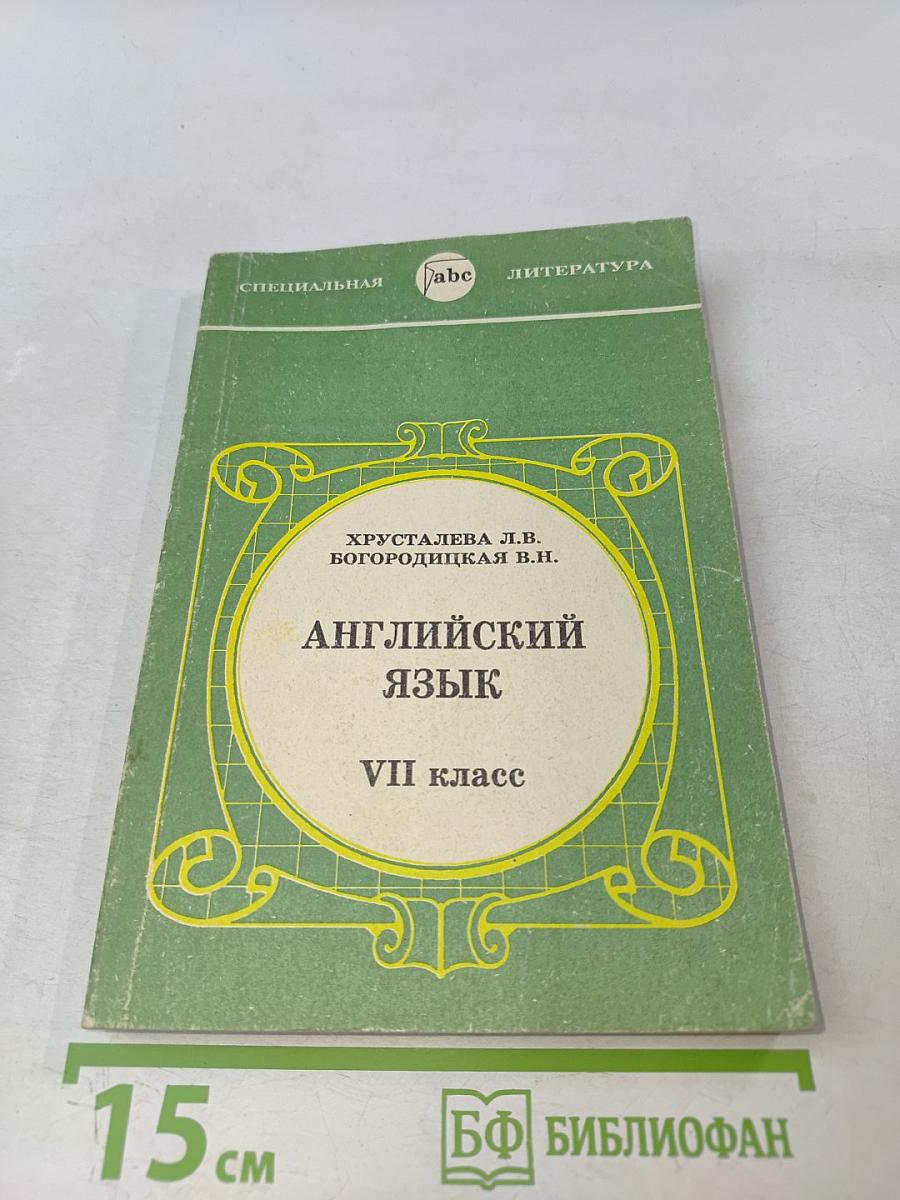 СПЕЦИАЛЬНАЯ abc ЛИТЕРАТУРА
ХРУСТАЛЕВА Л.В.
БОГОРОДИЦКАЯ В.Н.
АНГЛИЙСКИЙ
ЯЗЫК
VII класс
15 см
БФ БИБЛИОФАН